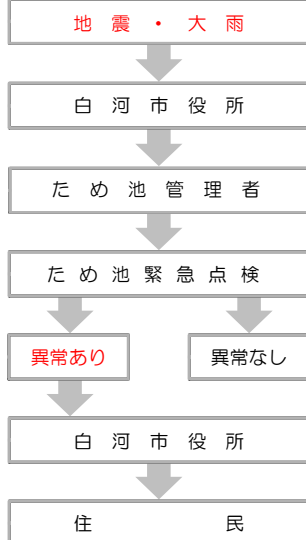 地震・大雨
白河市役所
ため池管理者
ため池緊急点検
異常あり 異常なし
白河市役所
住民